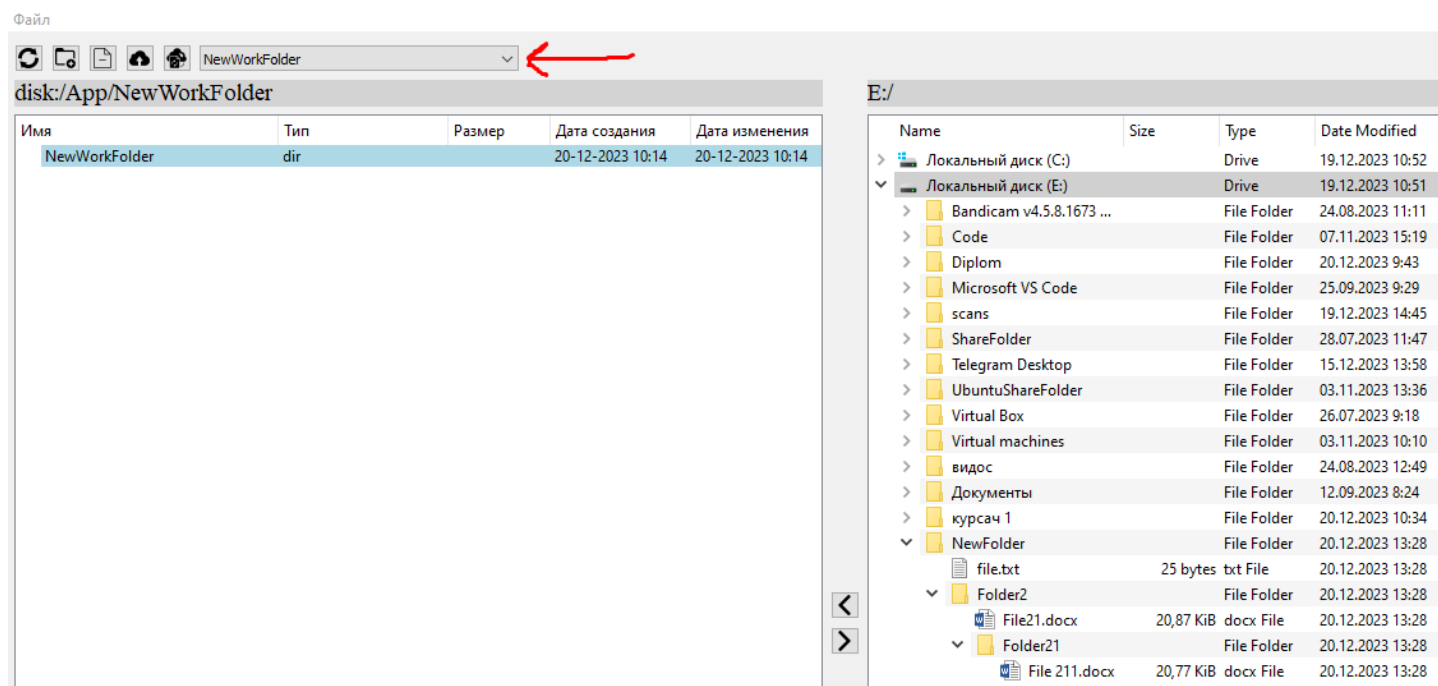 Файл
NewWorkFolder
disk:/App/NewWorkFolder
E:/
Имя Тип Размер Дата создания Дата изменения
NewWorkFolder dir 20-12-2023 10:14 20-12-2023 10:14
Name Size Type Date Modified
Локальный диск (C:) Drive 19.12.2023 10:52
Локальный диск (E:) Drive 19.12.2023 10:51
Bandicam v4.5.8.1673 ... File Folder 24.08.2023 11:11
Code File Folder 07.11.2023 15:19
Diplom File Folder 20.12.2023 9:43
Microsoft VS Code File Folder 25.09.2023 9:29
scans File Folder 19.12.2023 14:45
ShareFolder File Folder 28.07.2023 11:47
Telegram Desktop File Folder 15.12.2023 13:58
UbuntuShareFolder File Folder 03.11.2023 13:36
Virtual Box File Folder 26.07.2023 9:18
Virtual machines File Folder 03.11.2023 10:10
видос File Folder 24.08.2023 12:49
Документы File Folder 12.09.2023 8:24
курсач 1 File Folder 20.12.2023 10:34
NewFolder File Folder 20.12.2023 13:28
file.txt 25 bytes txt File 20.12.2023 13:28
Folder2 File Folder 20.12.2023 13:28
File21.docx 20,87 KiB docx File 20.12.2023 13:28
Folder21 File Folder 20.12.2023 13:28
File 211.docx 20,77 KiB docx File 20.12.2023 13:28